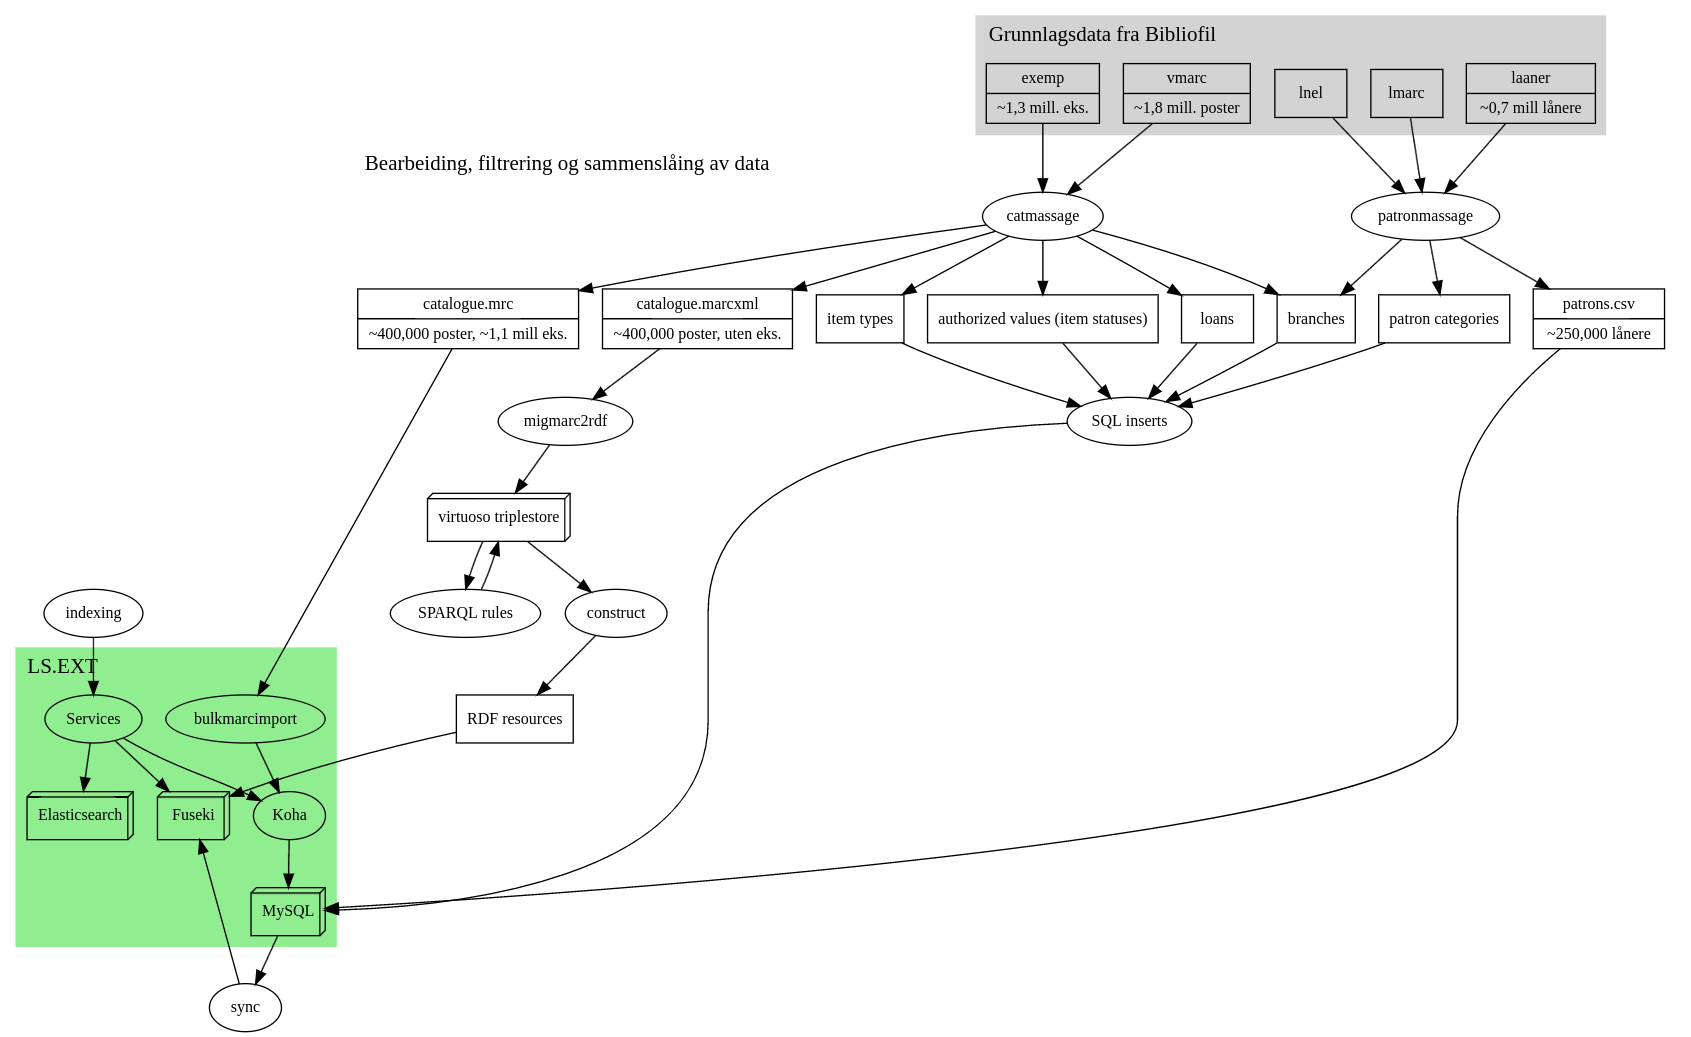 Grunnlagsdata fra Bibliofil
exemp
~1,3 mill. eks.
vmarc
~1,8 mill. poster
lnel
lmarc
laaner
~0,7 mill lånere
Bearbeiding, filtrering og sammenslåing av data
catmassage
patronmassage
catalogue.mrc
~400,000 poster, ~1,1 mill eks.
catalogue.marcxml
~400,000 poster, uten eks.
item types
authorized values (item statuses)
loans
branches
patron categories
patrons.csv
~250,000 lånere
migmarc2rdf
SQL inserts
virtuoso triplestore
indexing
SPARQL rules
construct
LS.EXT
Services
bulkmarcimport
RDF resources
Elasticsearch
Fuseki
Koha
MySQL
sync